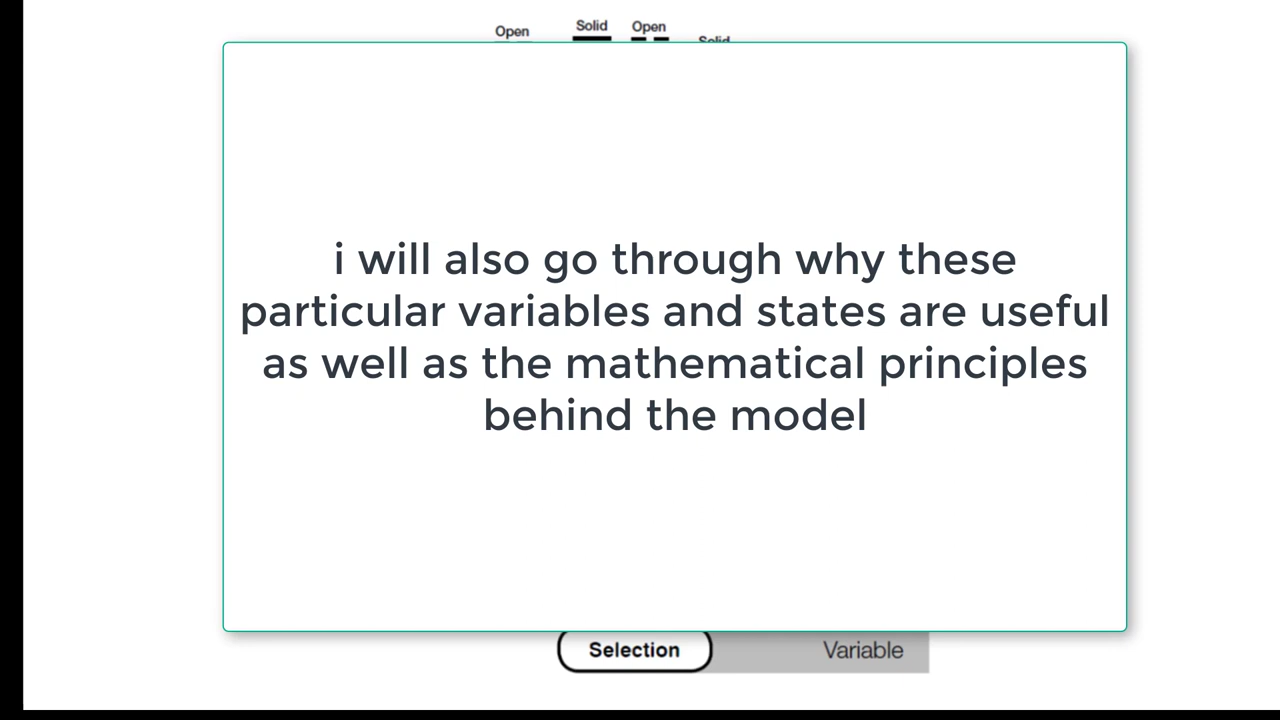 Open Solid Open Solid
i will also go through why these
particular variables and states are useful
as well as the mathematical principles
behind the model
Selection Variable